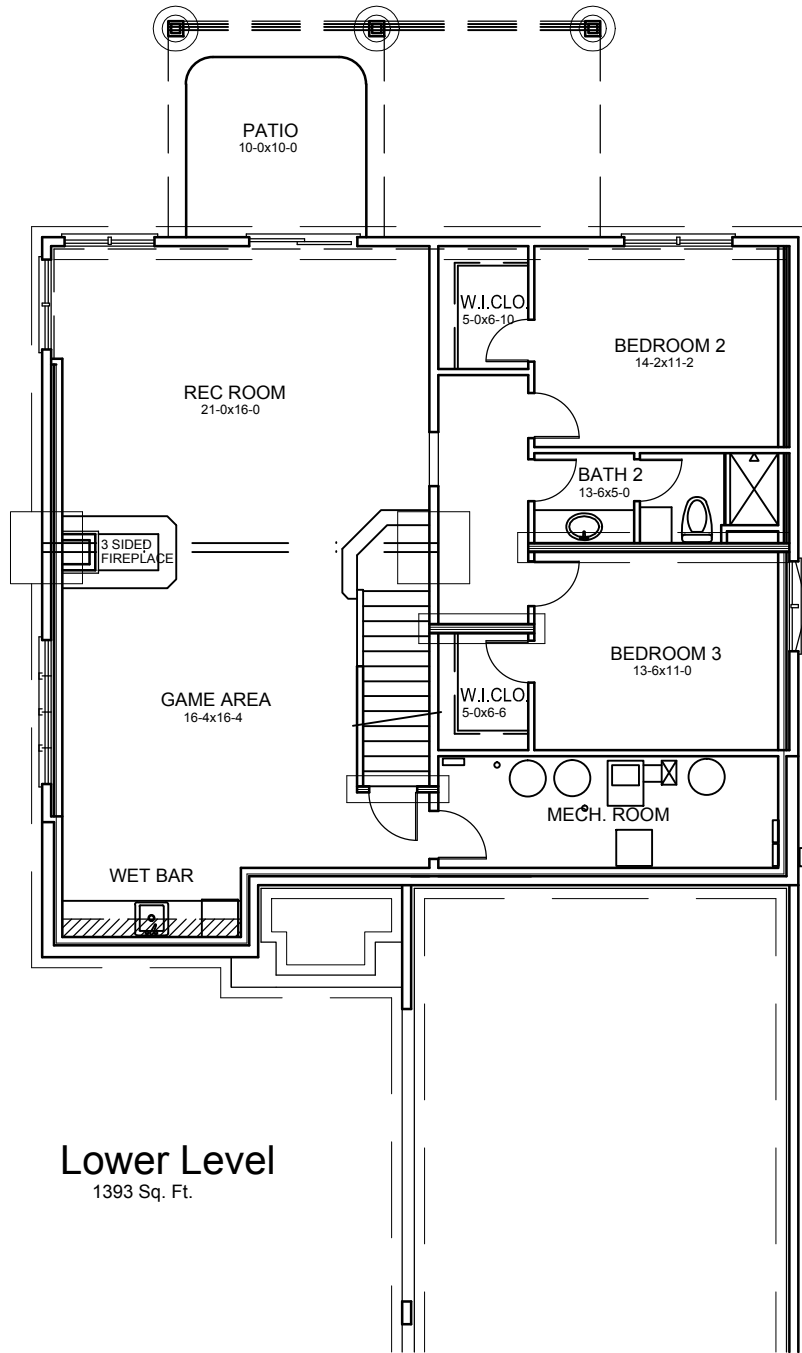 PATIO
10-0x10-0
W.I.CLO.
5-0x6-10
BEDROOM 2
14-2x11-2
REC ROOM
21-0x16-0
BATH 2
13-6x5-0
3 SIDED
FIREPLACE
BEDROOM 3
13-6x11-0
GAME AREA
16-4x16-4
W.I.CLO.
5-0x6-6
MECH. ROOM
WET BAR
Lower Level
1393 Sq. Ft.